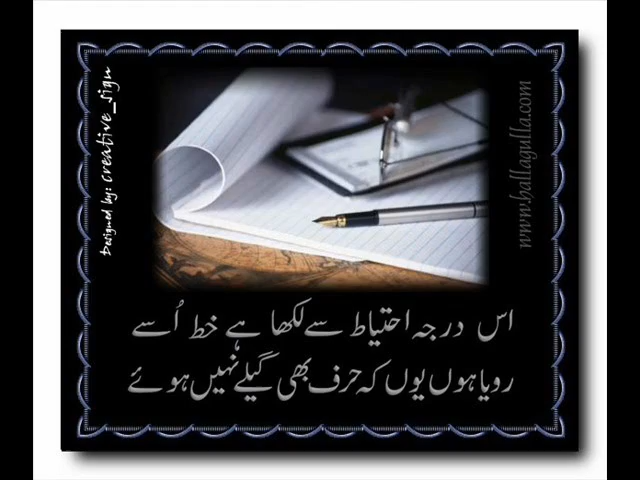 Designed by: creative_sign
www.hallagulla.com
اس درجہ احتیاط سے لکھا ہے خط اُسے
رویا ہوں یوں کہ حرف بھی گیلے نہیں ہوئے